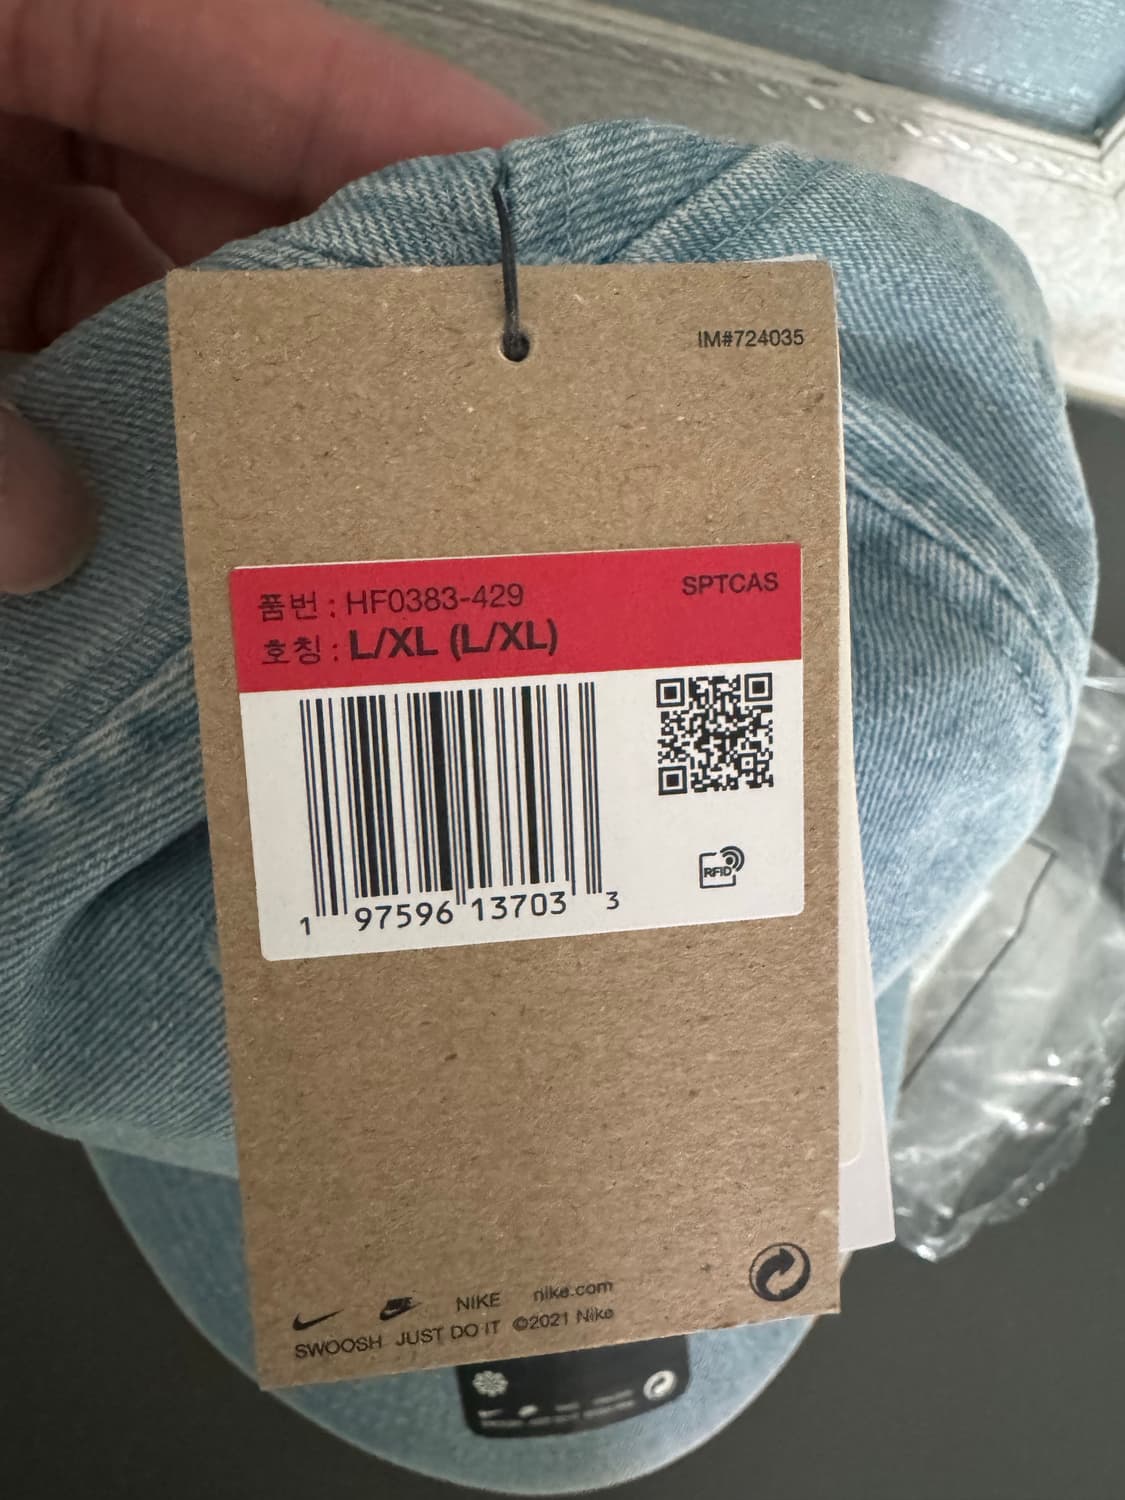 IM#724035
품번 : HF0383-429
SPTCAS
호칭 : L/XL (L/XL)
RFID
1 97596 13703 3
NIKE nike.com
SWOOSH JUST DO IT ©2021 Nike